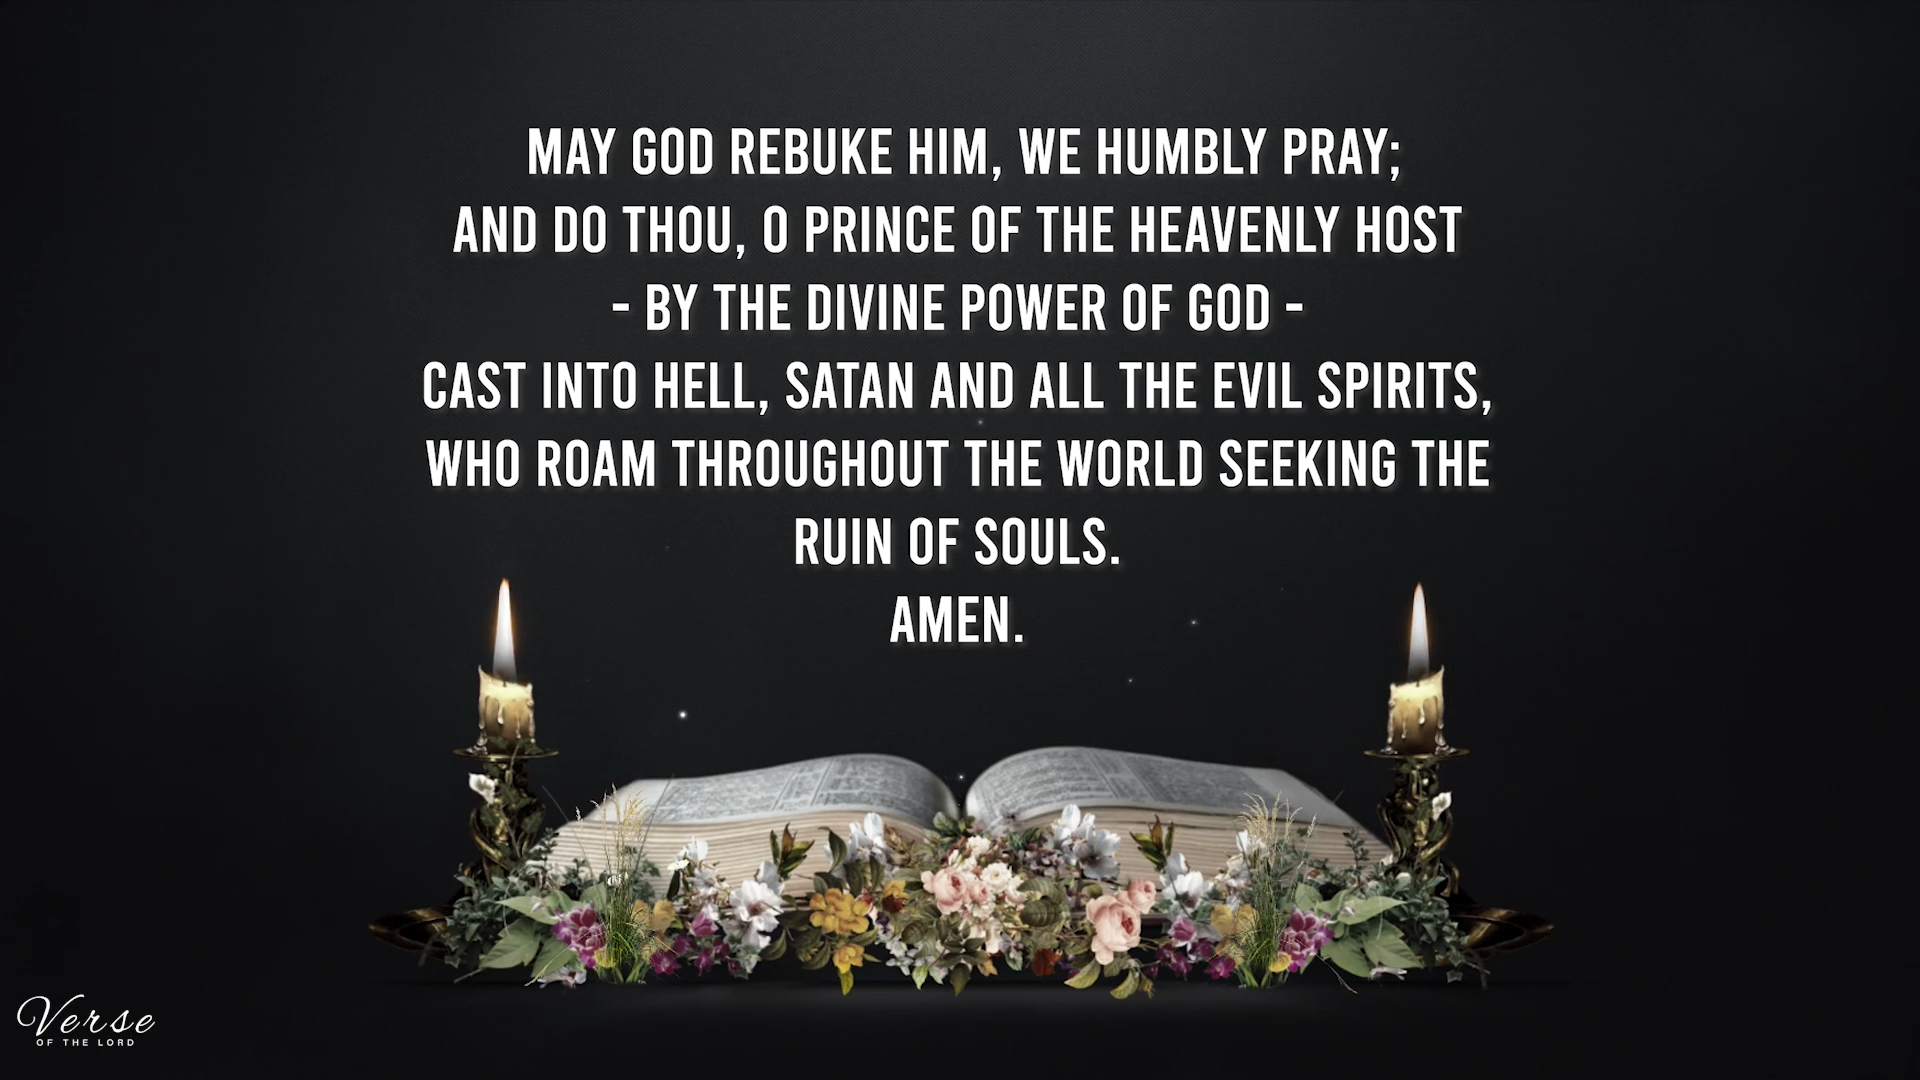 MAY GOD REBUKE HIM, WE HUMBLY PRAY;
AND DO THOU, O PRINCE OF THE HEAVENLY HOST
- BY THE DIVINE POWER OF GOD -
CAST INTO HELL, SATAN AND ALL THE EVIL SPIRITS,
WHO ROAM THROUGHOUT THE WORLD SEEKING THE
RUIN OF SOULS.
AMEN.
Verse
OF THE LORD